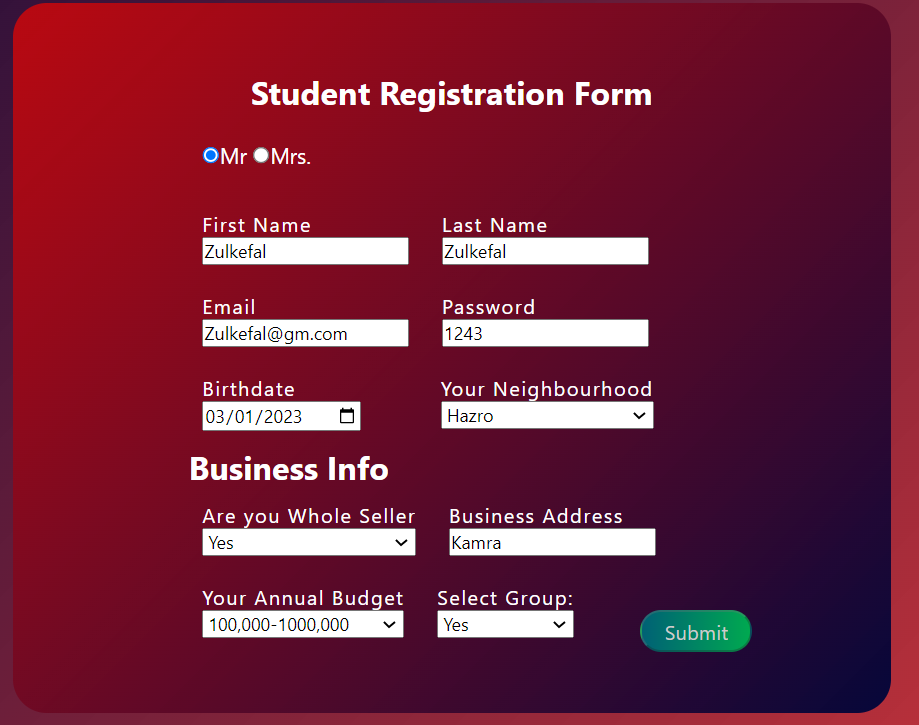 Student Registration Form
Mr Mrs.
First Name Last Name
Zulkefal Zulkefal
Email Password
Zulkefal@gm.com 1243
Birthdate Your Neighbourhood
03/01/2023 Hazro
Business Info
Are you Whole Seller Business Address
Yes Kamra
Your Annual Budget Select Group:
100,000-1000,000 Yes
Submit